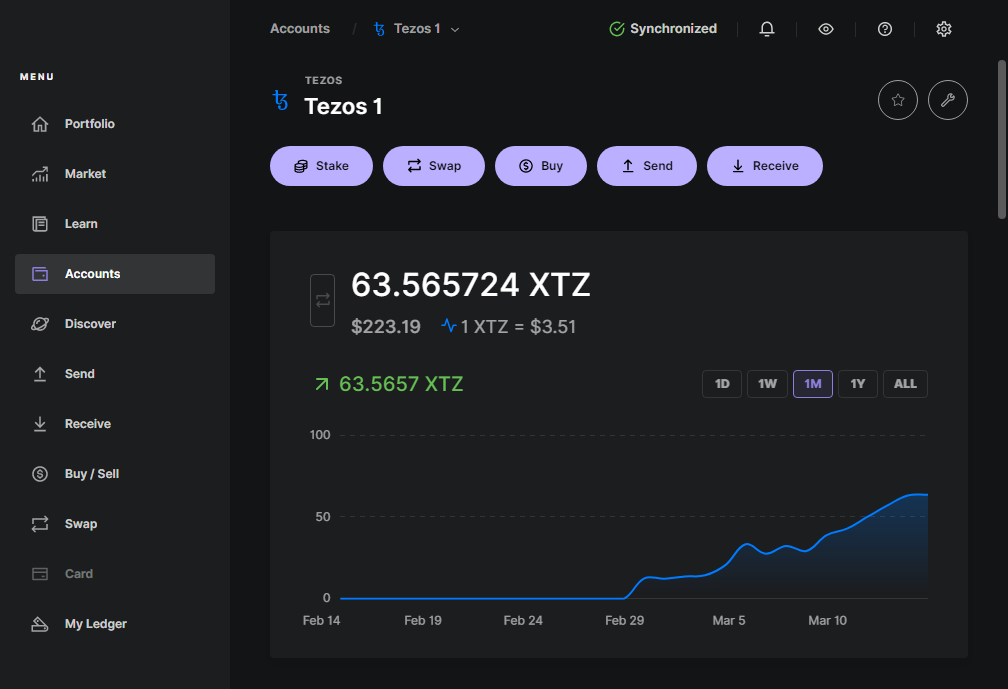 MENU
Portfolio
Market
Learn
Accounts
Discover
Send
Receive
Buy / Sell
Swap
Card
My Ledger
Accounts / Tezos 1
Synchronized
TEZOS
Tezos 1
Stake
Swap
Buy
Send
Receive
63.565724 XTZ
$223.19 1 XTZ = $3.51
63.5657 XTZ
1D 1W 1M 1Y ALL
100
50
0
Feb 14 Feb 19 Feb 24 Feb 29 Mar 5 Mar 10